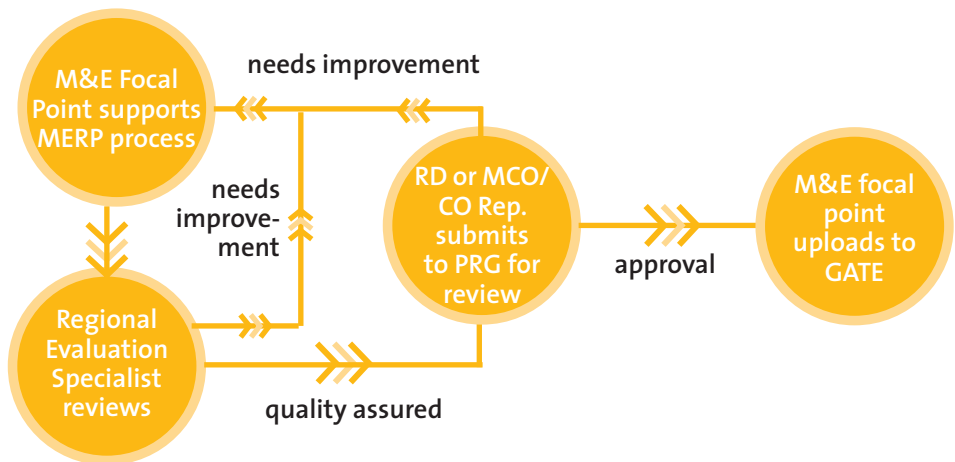 M&E Focal
Point supports
MERP process
needs improvement
needs
improve-
ment
Regional
Evaluation
Specialist
reviews
quality assured
RD or MCO/
CO Rep.
submits
to PRG for
review
approval
M&E focal
point
uploads to
GATE